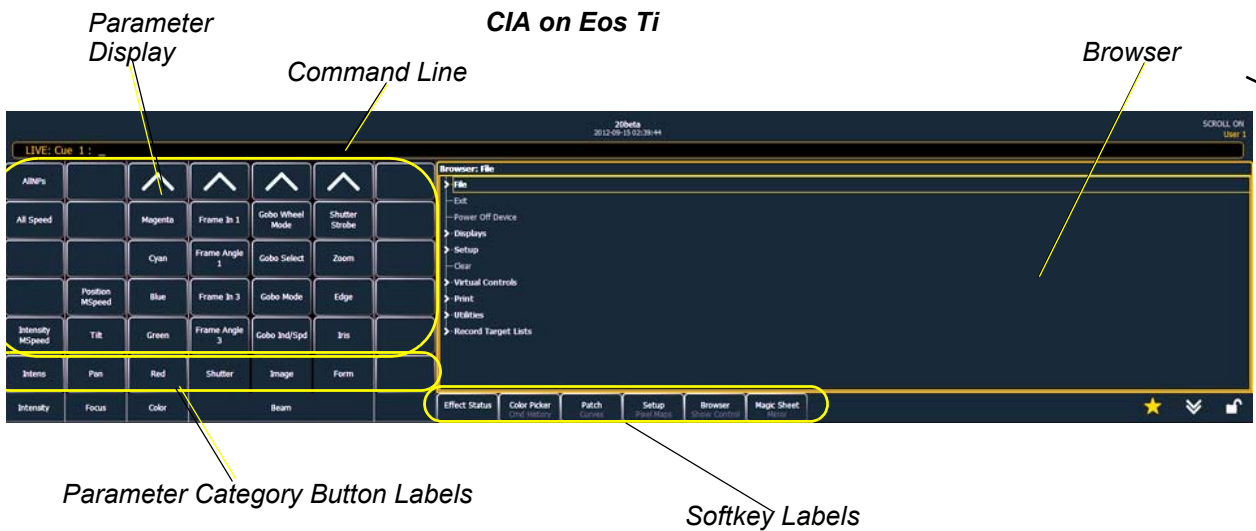 CIA on Eos Ti
Parameter
Display
Command Line
Browser
20beta
2012-09-15 02:39:44
SCROLL ON
User 1
LIVE: Cue 1 : _
AllNPs
All Speed
Magenta
Frame In 1
Gobo Wheel
Mode
Shutter
Strobe
Cyan
Frame Angle
1
Gobo Select
Zoom
Position
MSpeed
Blue
Frame In 3
Gobo Mode
Edge
Intensity
MSpeed
Tilt
Green
Frame Angle
3
Gobo Ind/Spd
Iris
Intens
Pan
Red
Shutter
Image
Form
Intensity
Focus
Color
Beam
Browser: File
File
Exit
Power Off Device
Displays
Setup
Clear
Virtual Controls
Print
Utilities
Record Target Lists
Effect Status
Color Picker
Cmd History
Patch
Curves
Setup
Pixel Maps
Browser
Show Control
Magic Sheet
Mirror
Parameter Category Button Labels
Softkey Labels